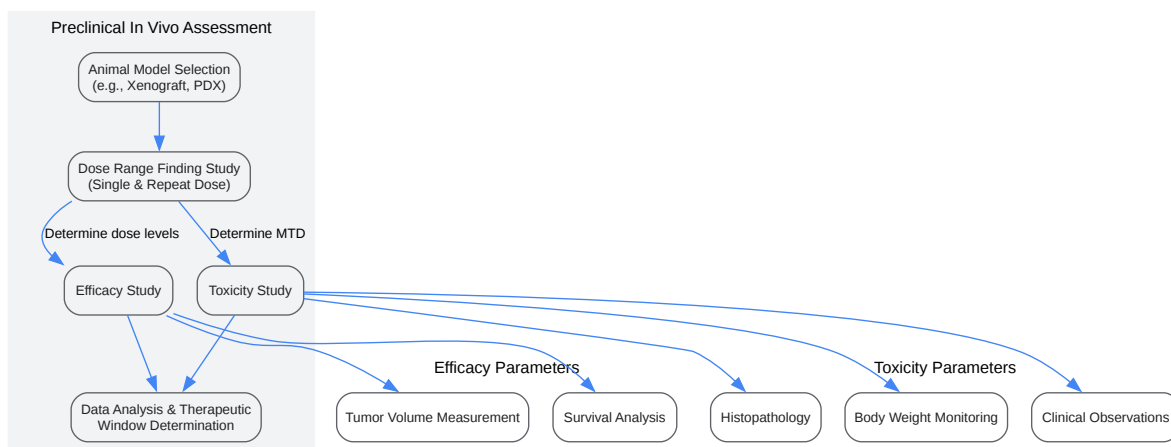 Preclinical In Vivo Assessment
Animal Model Selection
(e.g., Xenograft, PDX)
Dose Range Finding Study
(Single & Repeat Dose)
Determine dose levels
Determine MTD
Efficacy Study
Toxicity Study
Efficacy Parameters
Toxicity Parameters
Data Analysis & Therapeutic
Window Determination
Tumor Volume Measurement
Survival Analysis
Histopathology
Body Weight Monitoring
Clinical Observations